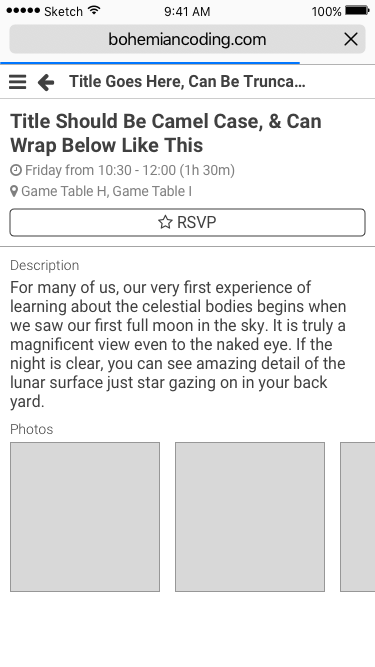 Sketch 9:41 AM 100%
bohemiancoding.com
Title Goes Here, Can Be Trunca...
Title Should Be Camel Case, & Can
Wrap Below Like This
Friday from 10:30 - 12:00 (1h 30m)
Game Table H, Game Table I
RSVP
Description
For many of us, our very first experience of
learning about the celestial bodies begins when
we saw our first full moon in the sky. It is truly a
magnificent view even to the naked eye. If the
night is clear, you can see amazing detail of the
lunar surface just star gazing on in your back
yard.
Photos